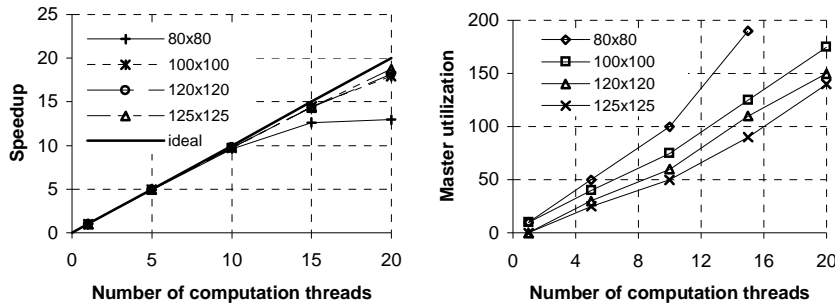 Speedup
25
20
15
10
5
0
80x80
100x100
120x120
125x125
ideal
0 5 10 15 20
Number of computation threads
Master utilization
200
150
100
50
0
80x80
100x100
120x120
125x125
0 4 8 12 16 20
Number of computation threads